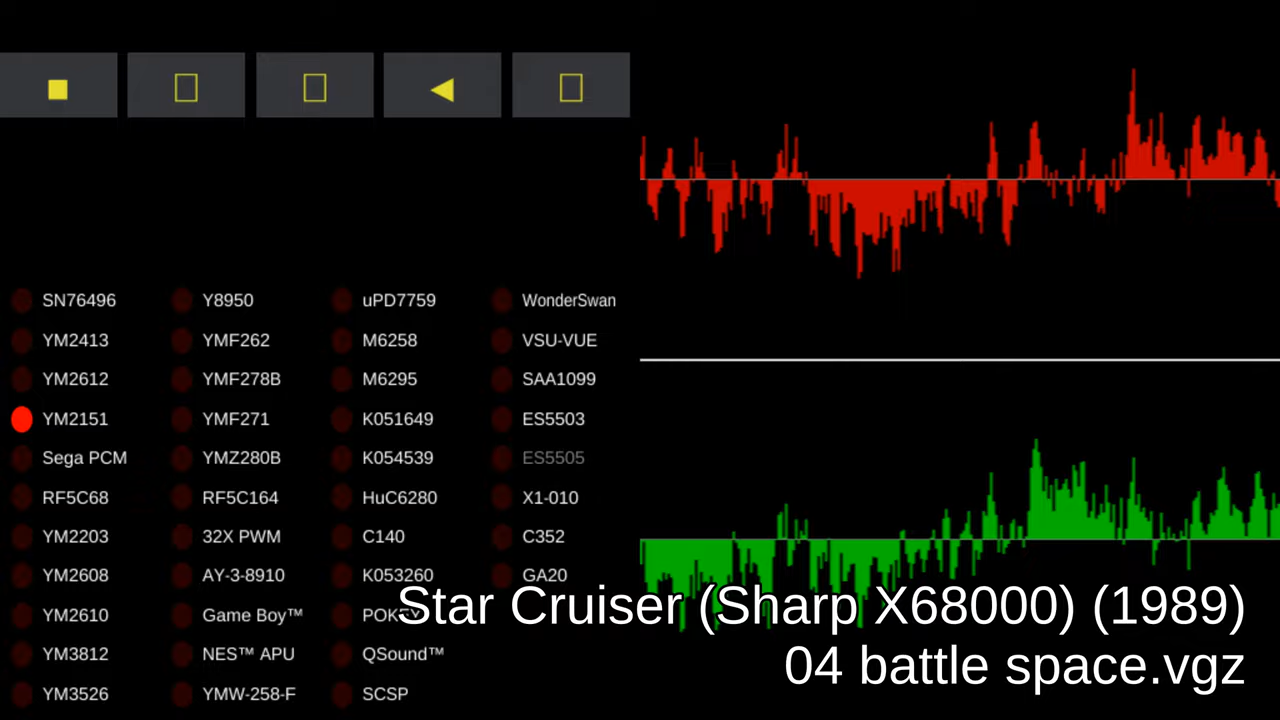 SN76496 Y8950 uPD7759 WonderSwan
YM2413 YMF262 M6258 VSU-VUE
YM2612 YMF278B M6295 SAA1099
YM2151 YMF271 K051649 ES5503
Sega PCM YMZ280B K054539 ES5505
RF5C68 RF5C164 HuC6280 X1-010
YM2203 32X PWM C140 C352
YM2608 AY-3-8910 K053260 GA20
YM2610 Game Boy™ POKEY
YM3812 NES™ APU QSound™
YM3526 YMW-258-F SCSP
Star Cruiser (Sharp X68000) (1989)
04 battle space.vgz